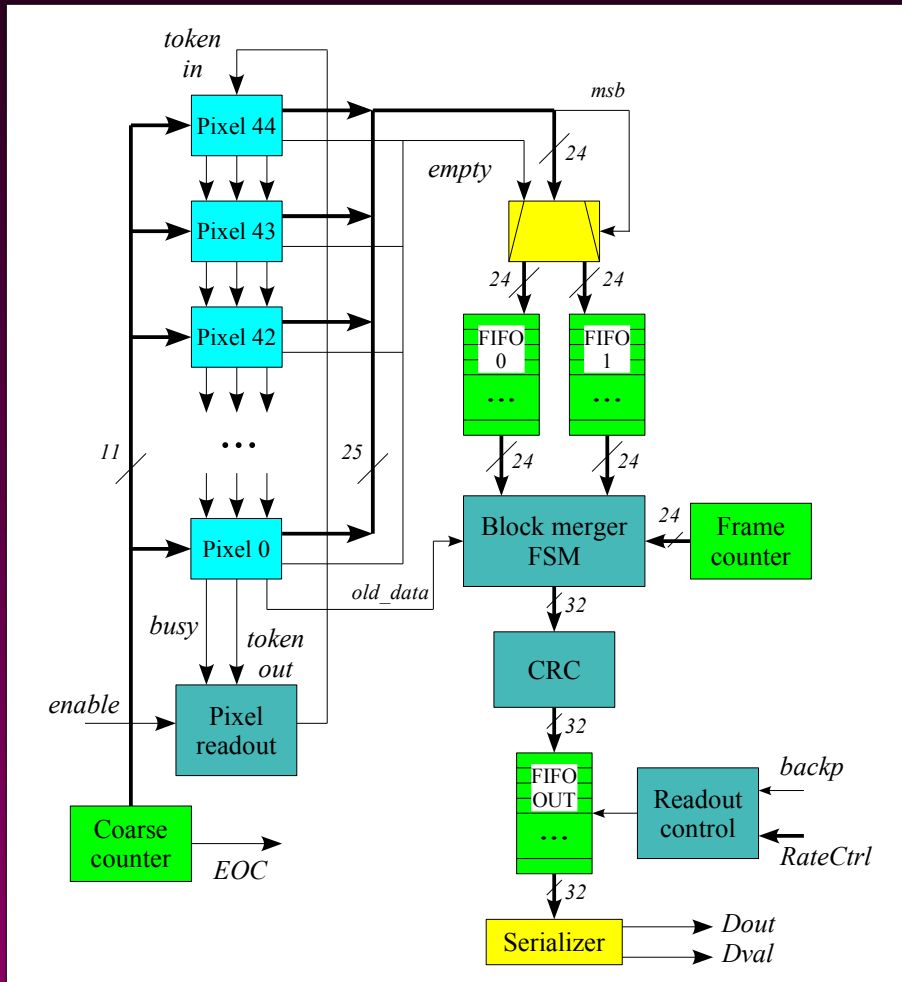 token
in
msb
Pixel 44
24
empty
Pixel 43
24
24
Pixel 42
FIFO
0
FIFO
1
...
...
...
11
25
24
24
Pixel 0
Block merger
FSM
24
Frame
counter
old_data
32
busy
token
out
CRC
enable
Pixel
readout
32
FIFO
OUT
backp
Readout
control
Coarse
counter
...
RateCtrl
EOC
32
Serializer
Dout
Dval